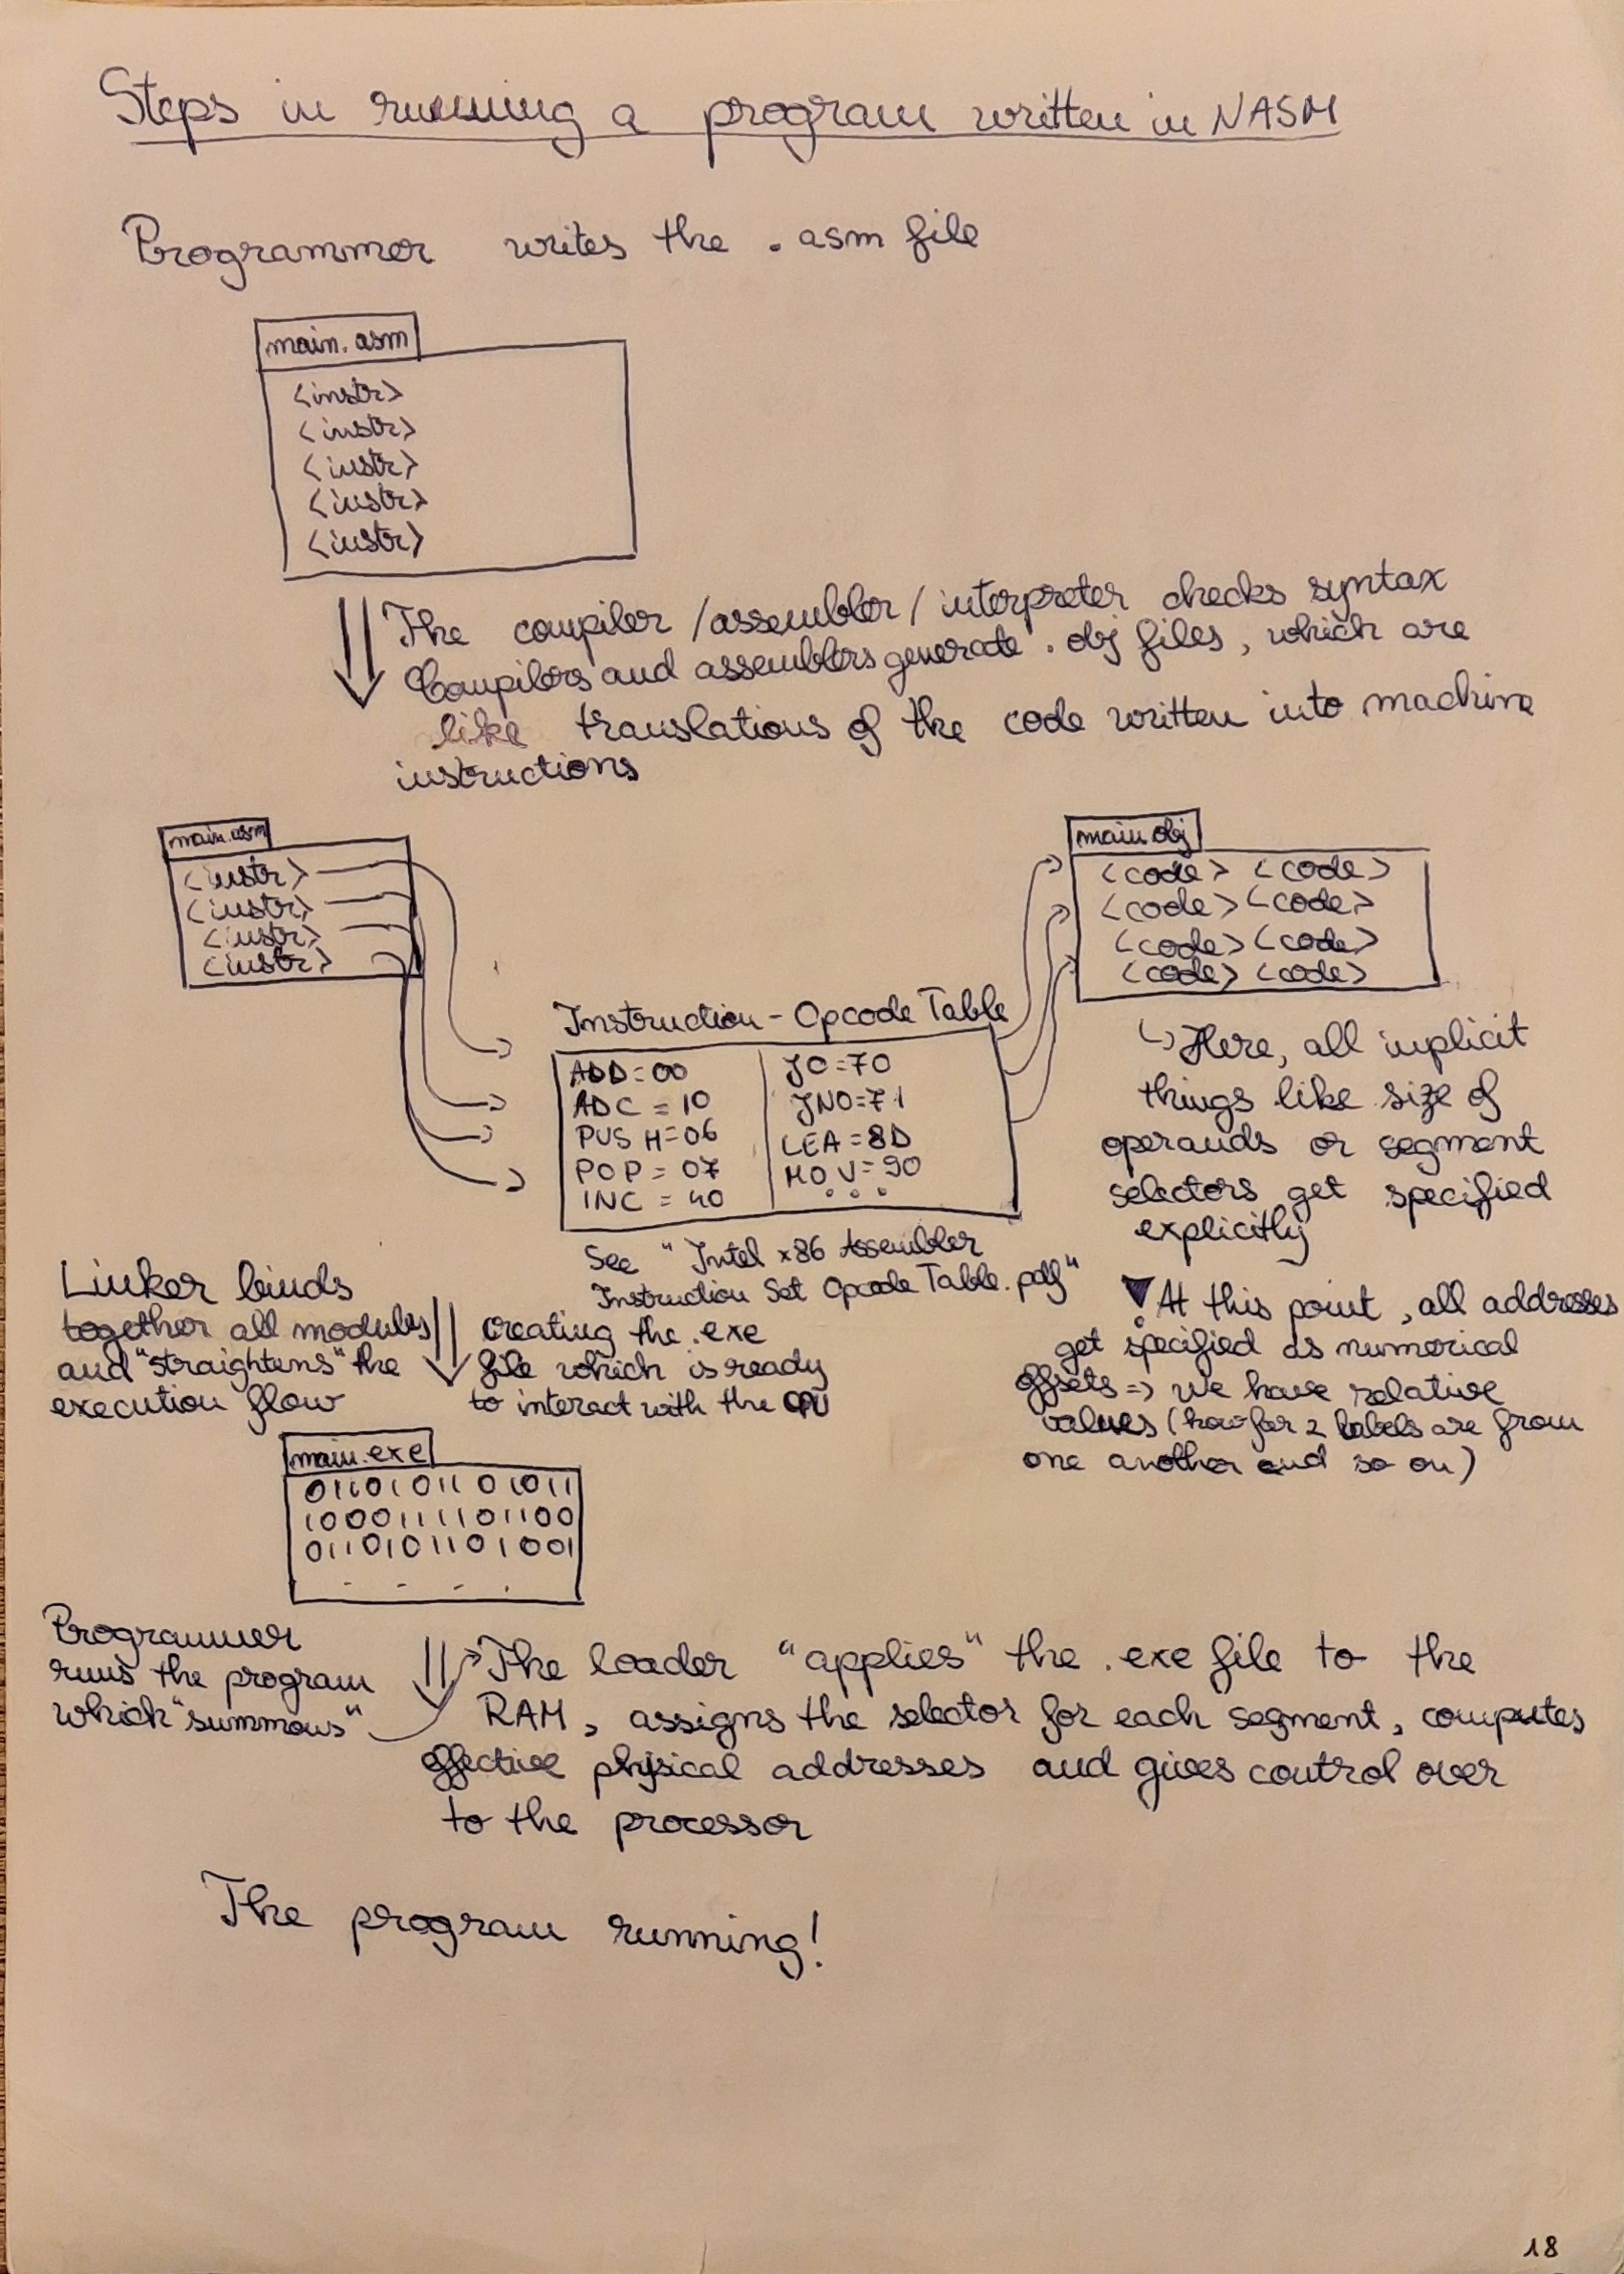 Steps in running a program written in NASM
Programmer writes the .asm file
main.asm
<instr>
<instr>
<instr>
<instr>
<instr>
The compiler/assembler/interpreter checks syntax
Compilers and assemblers generate .obj files, which are
like translations of the code written into machine
instructions
main.asm
<instr>
<instr>
<instr>
<instr>
main.obj
<code> <code>
<code> <code>
<code> <code>
<code> <code>
Instruction - Opcode Table
ADD = 00
ADC = 10
PUSH = 06
POP = 07
INC = 40
JO = 70
JNO = 71
LEA = 8D
MOV = 90
...
See "Intel x86 Assembler
Instruction Set Opcode Table.pdf"
Here, all implicit
things like size of
operands or segment
selectors get specified
explicitly
At this point, all addresses
get specified as numerical
offsets => we have relative
values (how far 2 labels are from
one another and so on)
Linker binds
together all modules
and "straightens" the
execution flow
creating the .exe
file which is ready
to interact with the CPU
main.exe
01101011 01011
10001111101100
0110101101001
. . . .
Programmer
runs the program
which "summons"
The loader "applies" the .exe file to the
RAM, assigns the selector for each segment, computes
effective physical addresses and gives control over
to the processor
The program running!
18